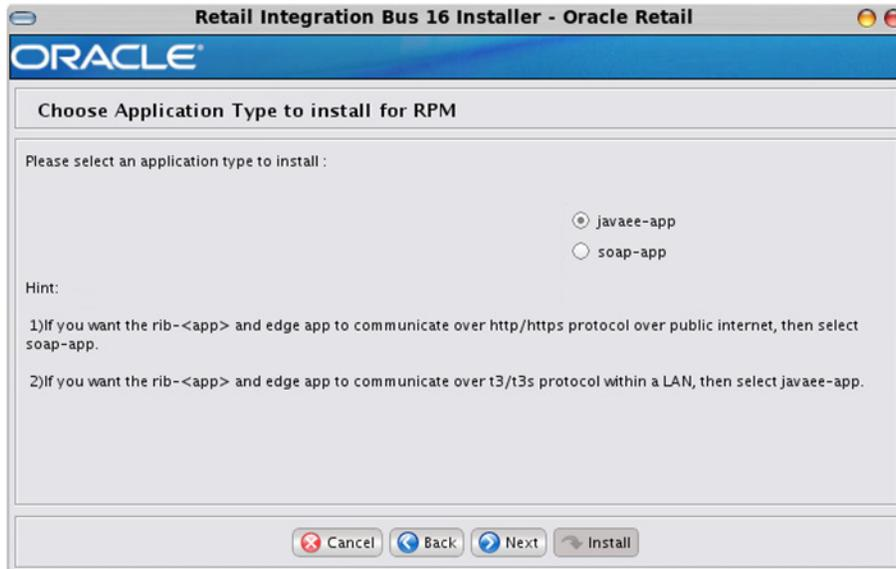 Retail Integration Bus 16 Installer - Oracle Retail
ORACLE®
Choose Application Type to install for RPM
Please select an application type to install :
javaee-app
soap-app
Hint:
1)If you want the rib-<app> and edge app to communicate over http/https protocol over public internet, then select
soap-app.
2)If you want the rib-<app> and edge app to communicate over t3/t3s protocol within a LAN, then select javaee-app.
Cancel Back Next Install